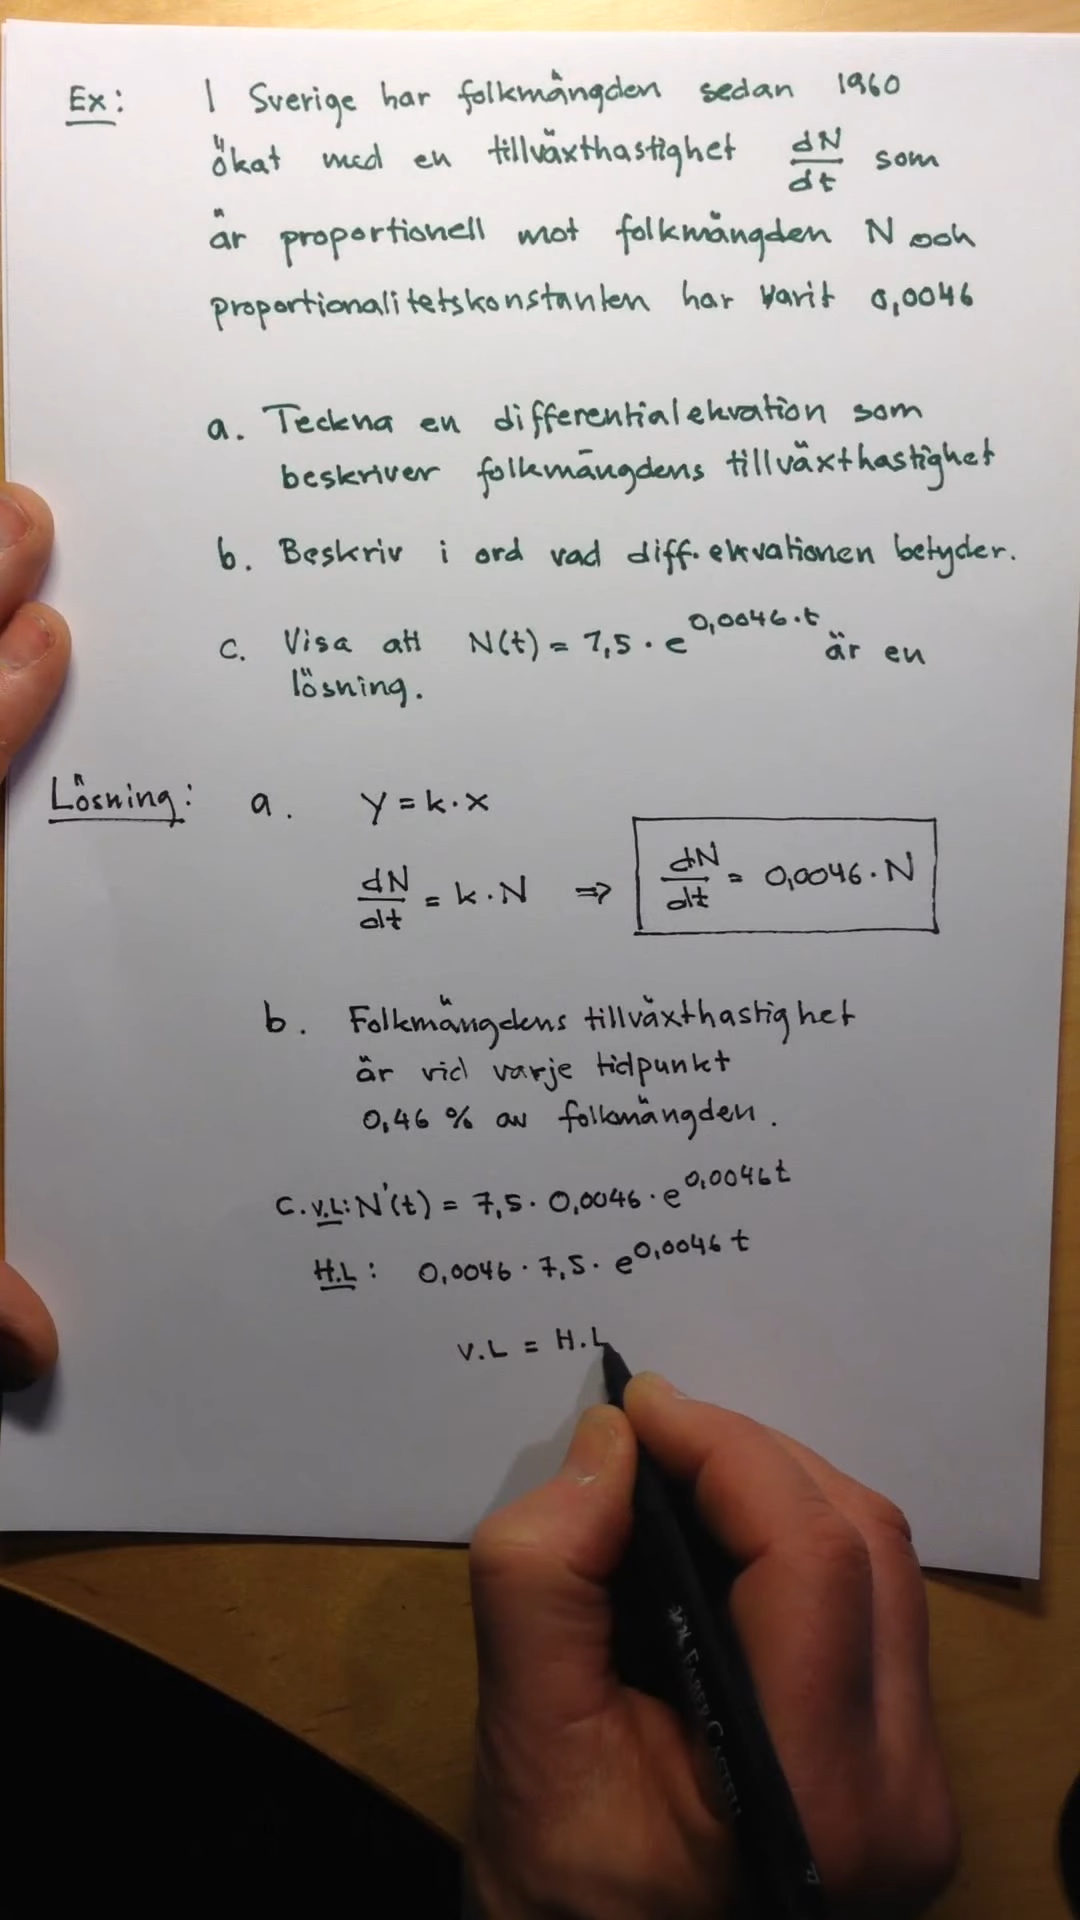 Ex: I Sverige har folkmängden sedan 1960
ökat med en tillväxthastighet dN/dt som
är proportionell mot folkmängden N och
proportionalitetskonstanten har varit 0,0046
a. Teckna en differentialekvation som
beskriver folkmängdens tillväxthastighet
b. Beskriv i ord vad diff.ekvationen betyder.
c. Visa att N(t) = 7,5 · e^0,0046·t är en
lösning.
Lösning: a. y = k · x
dN/dt = k · N ⇒ dN/dt = 0,0046 · N
b. Folkmängdens tillväxthastighet
är vid varje tidpunkt
0,46 % av folkmängden.
c. V.L: N'(t) = 7,5 · 0,0046 · e^0,0046t
H.L: 0,0046 · 7,5 · e^0,0046t
V.L = H.L
FABER CASTELL